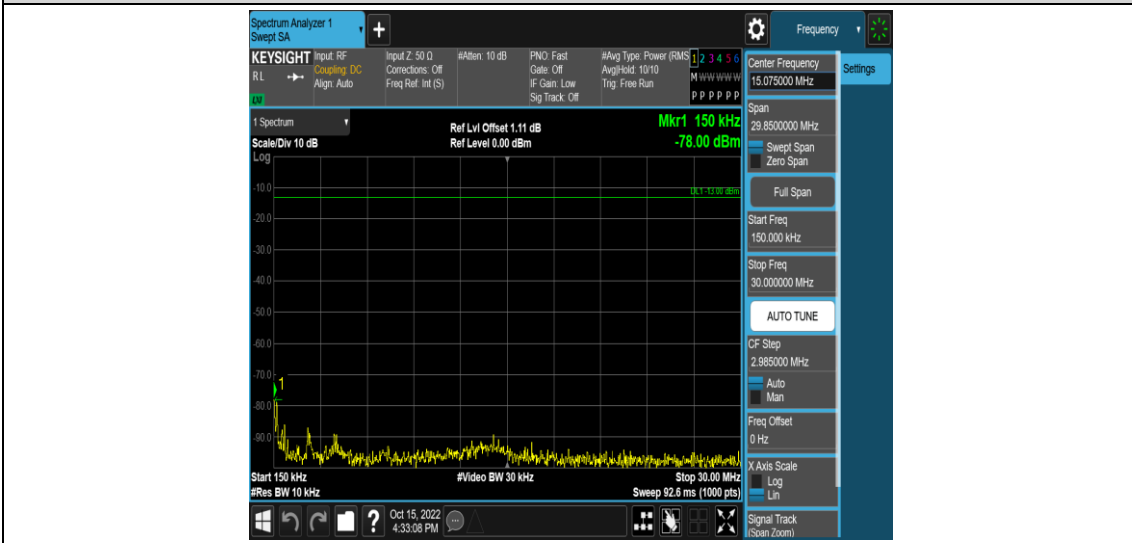 Spectrum Analyzer 1
Swept SA
+
Frequency
KEYSIGHT
RL
LXI
Input: RF
Coupling: DC
Align: Auto
Input Z: 50 Ω
Corrections: Off
Freq Ref: Int (S)
#Atten: 10 dB
PNO: Fast
Gate: Off
IF Gain: Low
Sig Track: Off
#Avg Type: Power (RMS
Avg|Hold: 10/10
Trig: Free Run
1 2 3 4 5 6
M W W W W W
P P P P P P
1 Spectrum
Scale/Div 10 dB
Log
Ref Lvl Offset 1.11 dB
Ref Level 0.00 dBm
Mkr1 150 kHz
-78.00 dBm
DL1 -13.00 dBm
-10.0
-20.0
-30.0
-40.0
-50.0
-60.0
-70.0
1
-80.0
-90.0
Start 150 kHz
#Video BW 30 kHz
Stop 30.00 MHz
#Res BW 10 kHz
Sweep 92.6 ms (1000 pts)
?
Oct 15, 2022
4:33:08 PM
Center Frequency
15.075000 MHz
Settings
Span
29.8500000 MHz
Swept Span
Zero Span
Full Span
Start Freq
150.000 kHz
Stop Freq
30.000000 MHz
AUTO TUNE
CF Step
2.985000 MHz
Auto
Man
Freq Offset
0 Hz
X Axis Scale
Log
Lin
Signal Track
(Span Zoom)